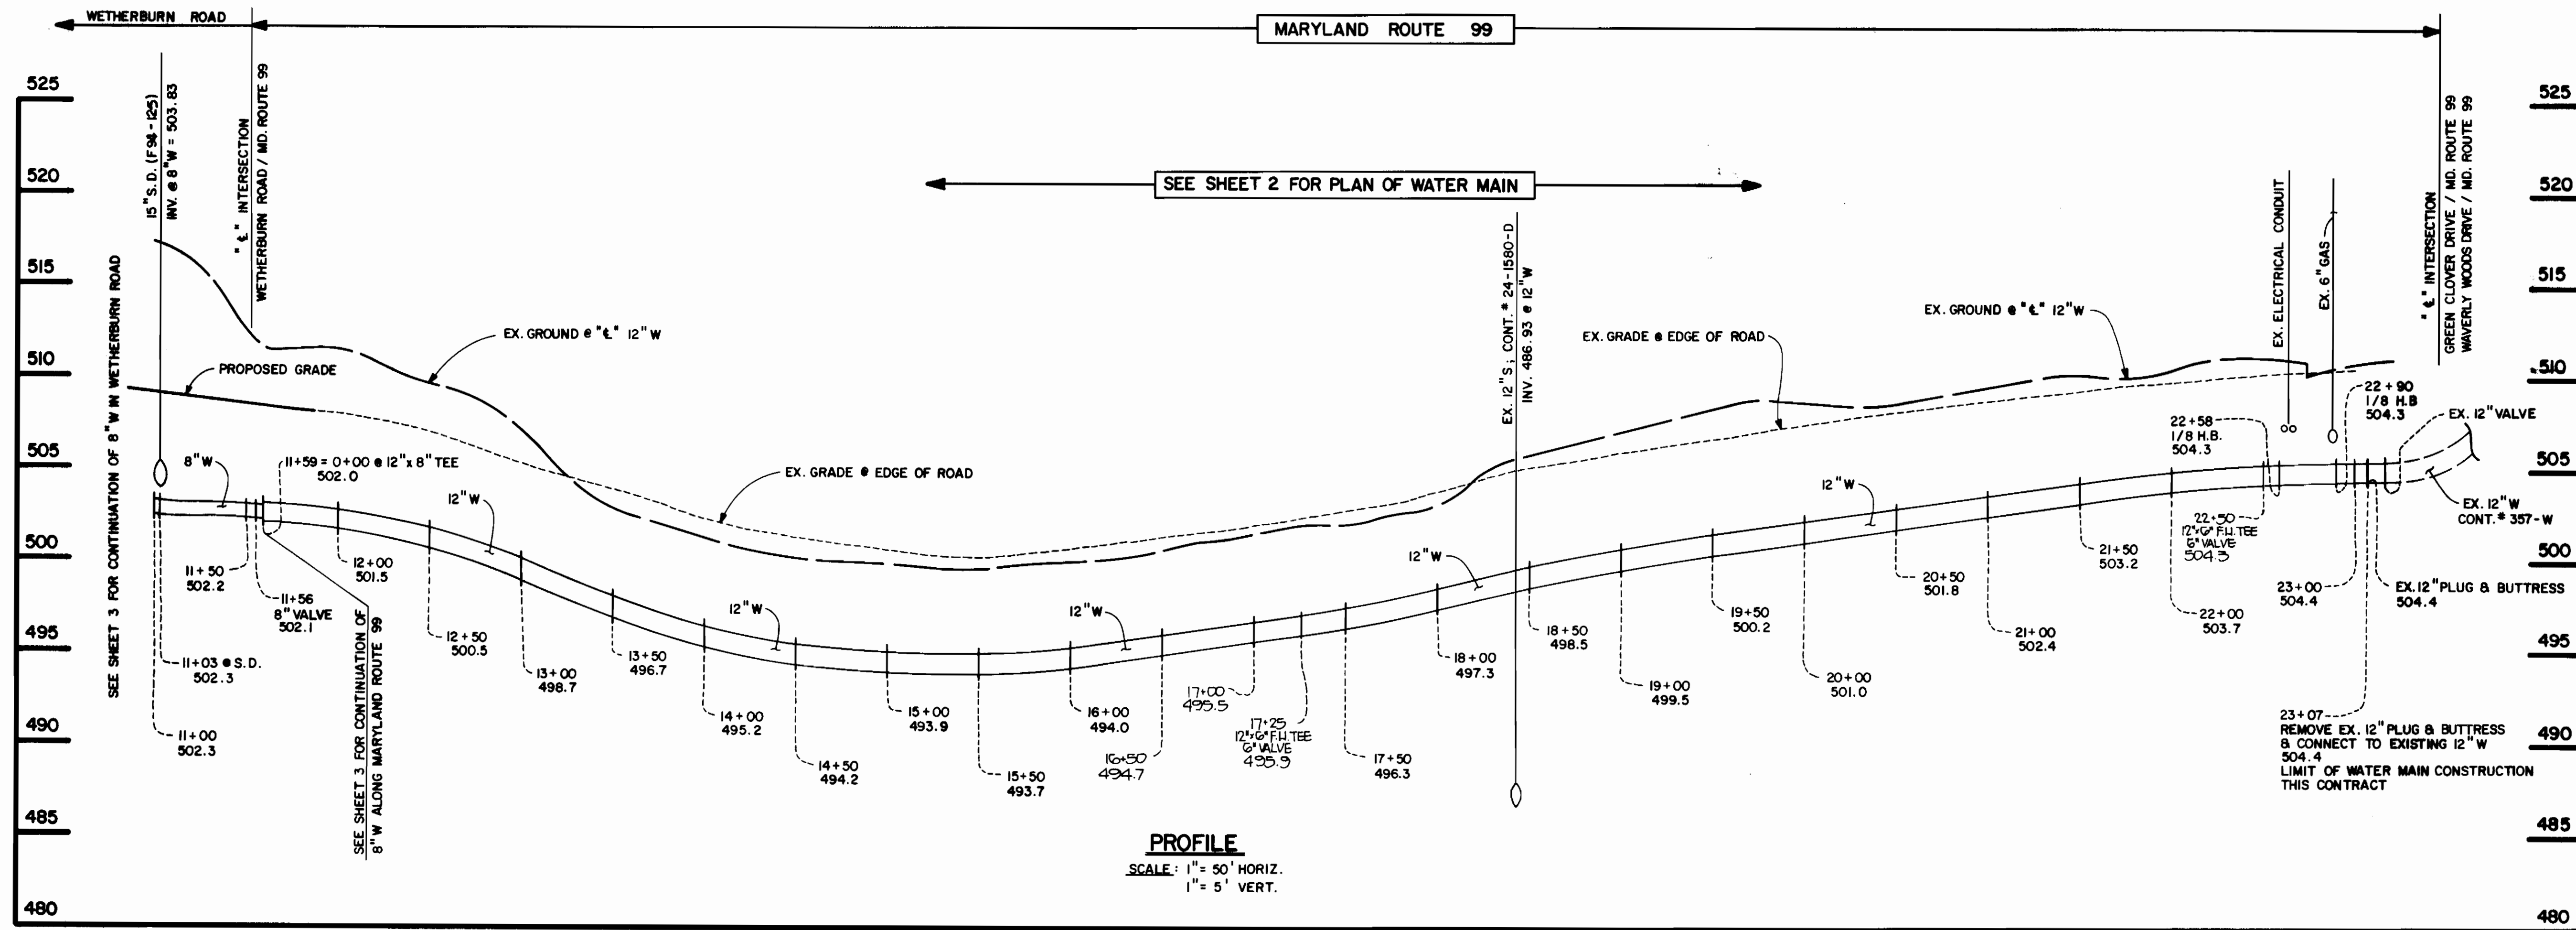 WETHERBURN ROAD
MARYLAND ROUTE 99
525
520
515
510
505
500
495
490
485
480
SEE SHEET 3 FOR CONTINUATION OF 8"W IN WETHERBURN ROAD
15" S.D. (F94-125)
INV. @ 8"W = 503.83
"℄" INTERSECTION
WETHERBURN ROAD / MD. ROUTE 99
SEE SHEET 2 FOR PLAN OF WATER MAIN
PROPOSED GRADE
EX. GROUND @ "℄" 12"W
EX. GRADE @ EDGE OF ROAD
EX. 12"S; CONT.# 24-1580-D
INV. 486.93 @ 12"W
EX. GRADE @ EDGE OF ROAD
EX. GROUND @ "℄" 12"W
EX. ELECTRICAL CONDUIT
EX. 6" GAS
"℄" INTERSECTION
GREEN CLOVER DRIVE / MD. ROUTE 99
WAVERLY WOODS DRIVE / MD. ROUTE 99
525
520
515
510
505
500
495
490
485
480
8"W
11+00
502.3
11+03 @ S.D.
502.3
11+50
502.2
11+56
8" VALVE
502.1
11+59 = 0+00 @ 12" x 8" TEE
502.0
SEE SHEET 3 FOR CONTINUATION OF
8"W ALONG MARYLAND ROUTE 99
12+00
501.5
12+50
500.5
12"W
13+00
498.7
13+50
496.7
14+00
495.2
12"W
14+50
494.2
15+00
493.9
15+50
493.7
16+00
494.0
12"W
16+50
494.7
17+00
495.5
17+25
12"x6" F.H. TEE
6" VALVE
495.9
17+50
496.3
18+00
497.3
12"W
18+50
498.5
19+00
499.5
19+50
500.2
20+00
501.0
12"W
20+50
501.8
21+00
502.4
21+50
503.2
22+00
503.7
22+50
12"x6" F.H. TEE
6" VALVE
504.3
22+58
1/8 H.B.
504.3
22+90
1/8 H.B
504.3
23+00
504.4
EX. 12" VALVE
EX. 12"W
CONT.# 357-W
EX. 12" PLUG & BUTTRESS
504.4
23+07
REMOVE EX. 12" PLUG & BUTTRESS
& CONNECT TO EXISTING 12"W
504.4
LIMIT OF WATER MAIN CONSTRUCTION
THIS CONTRACT
PROFILE
SCALE: 1" = 50' HORIZ.
1" = 5' VERT.